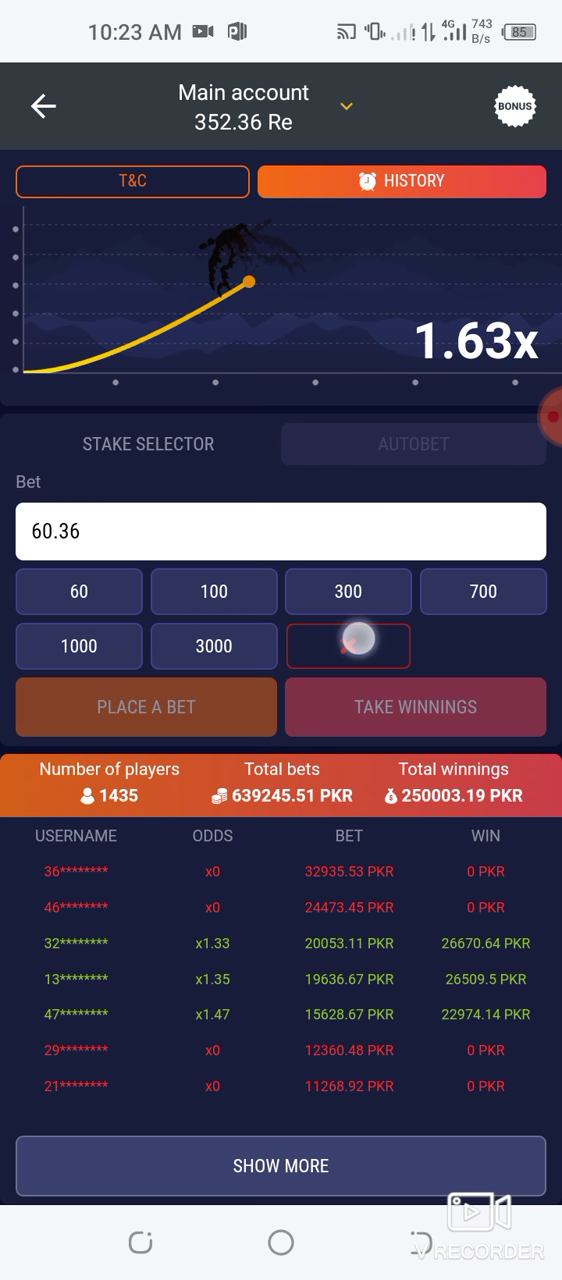 10:23 AM 4G 743 B/s 85
Main account
352.36 Re
BONUS
T&C HISTORY
1.63x
STAKE SELECTOR AUTOBET
Bet
60.36
60 100 300 700
1000 3000
PLACE A BET TAKE WINNINGS
Number of players Total bets Total winnings
1435 639245.51 PKR 250003.19 PKR
USERNAME ODDS BET WIN
36******** x0 32935.53 PKR 0 PKR
46******** x0 24473.45 PKR 0 PKR
32******** x1.33 20053.11 PKR 26670.64 PKR
13******** x1.35 19636.67 PKR 26509.5 PKR
47******** x1.47 15628.67 PKR 22974.14 PKR
29******** x0 12360.48 PKR 0 PKR
21******** x0 11268.92 PKR 0 PKR
SHOW MORE
V RECORDER